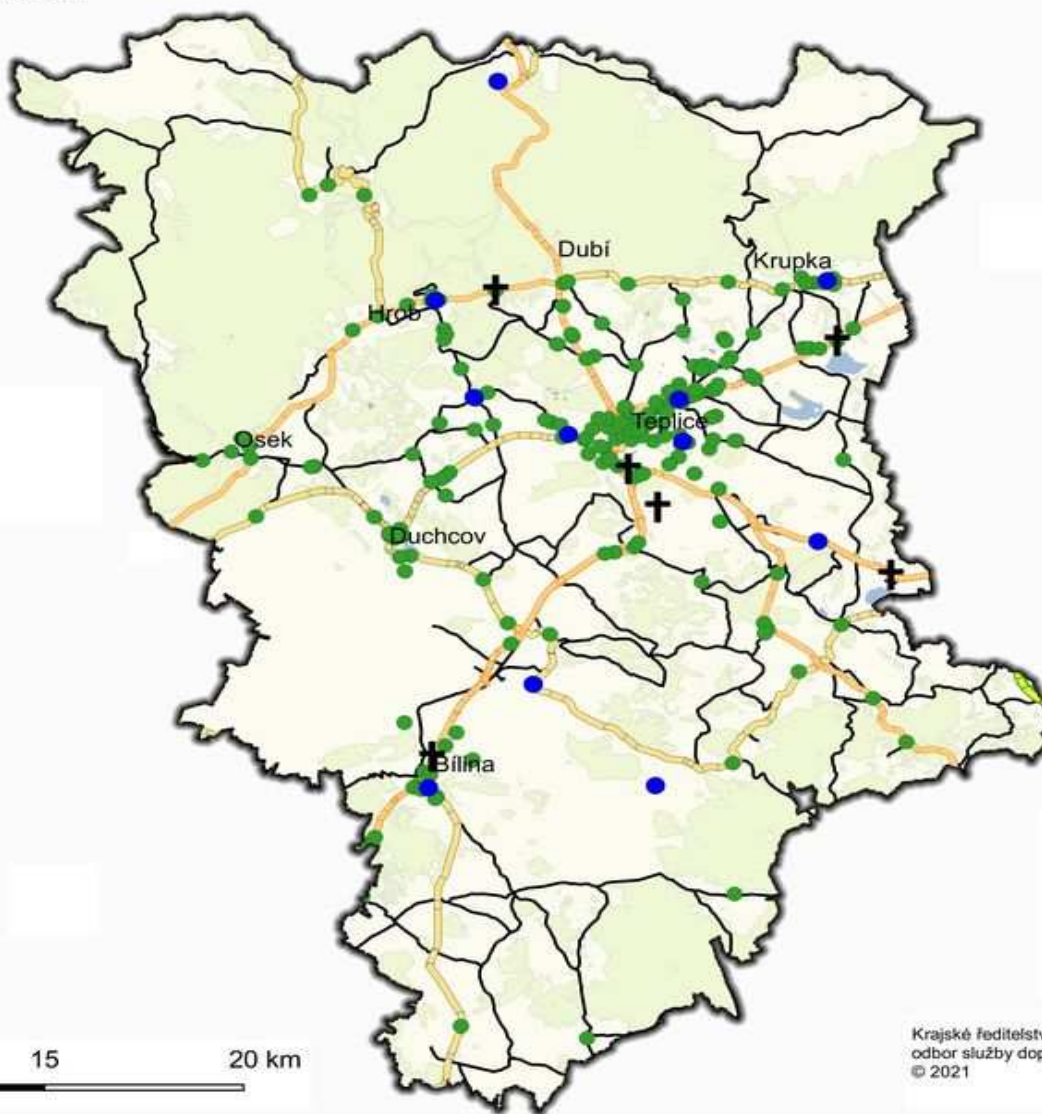 Dubí
Krupka
Hrob
Teplice
Osek
Duchcov
Bílina
15 20 km
Krajské ředitelstv
odbor služby dop
© 2021